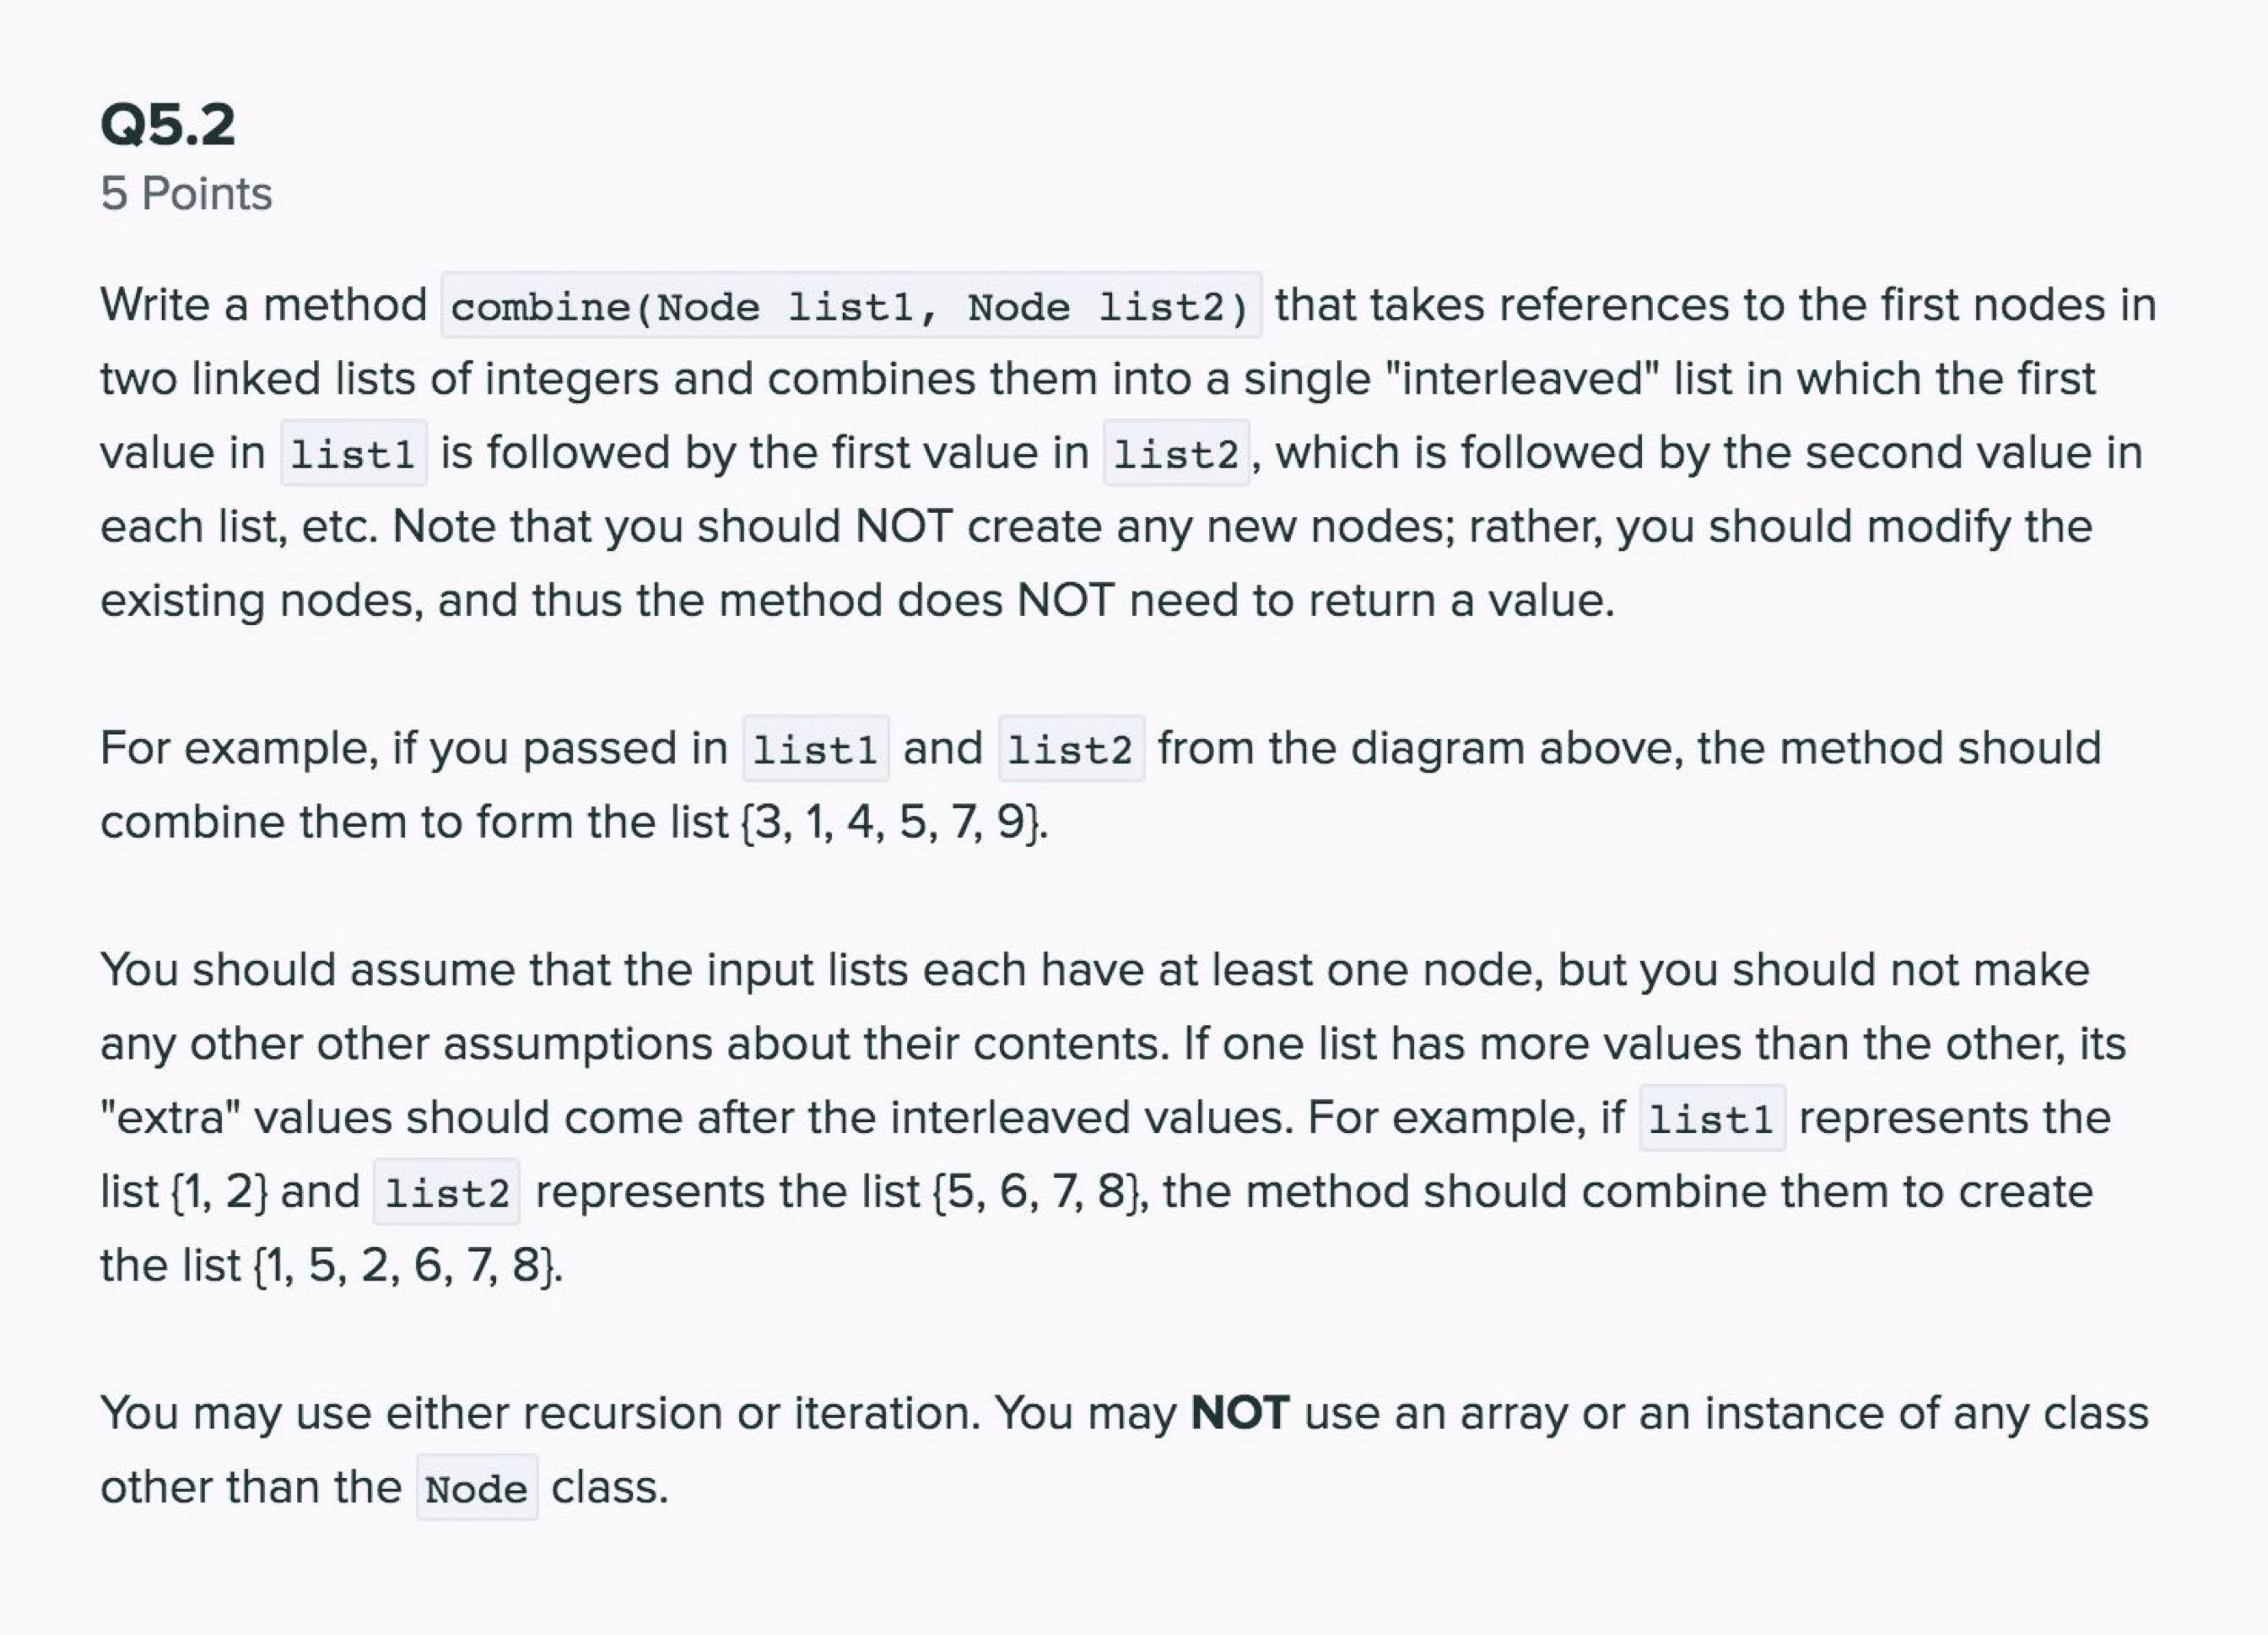 Q5.2
5 Points
Write a method combine(Node list1, Node list2) that takes references to the first nodes in
two linked lists of integers and combines them into a single "interleaved" list in which the first
value in list1 is followed by the first value in list2, which is followed by the second value in
each list, etc. Note that you should NOT create any new nodes; rather, you should modify the
existing nodes, and thus the method does NOT need to return a value.
For example, if you passed in list1 and list2 from the diagram above, the method should
combine them to form the list {3, 1, 4, 5, 7, 9}.
You should assume that the input lists each have at least one node, but you should not make
any other other assumptions about their contents. If one list has more values than the other, its
"extra" values should come after the interleaved values. For example, if list1 represents the
list {1, 2} and list2 represents the list {5, 6, 7, 8}, the method should combine them to create
the list {1, 5, 2, 6, 7, 8}.
You may use either recursion or iteration. You may NOT use an array or an instance of any class
other than the Node class.